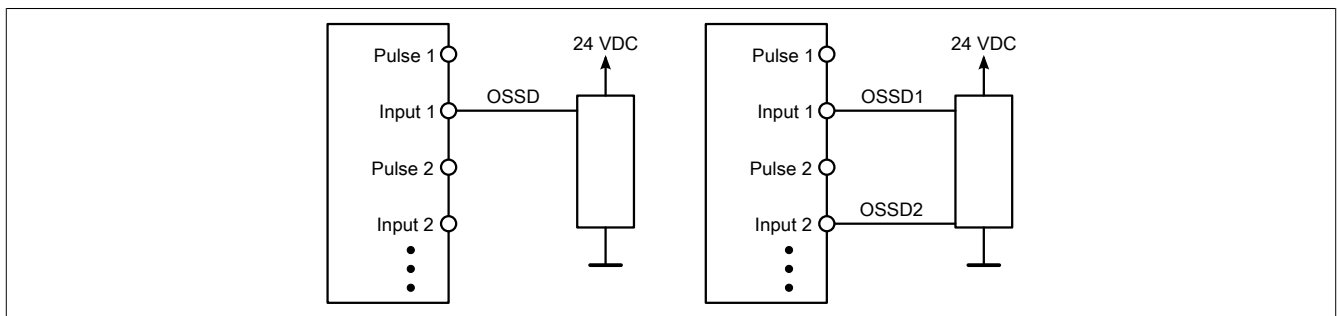 Pulse 1
24 VDC
Input 1
OSSD
Pulse 2
Input 2
Pulse 1
24 VDC
Input 1
OSSD1
Pulse 2
Input 2
OSSD2